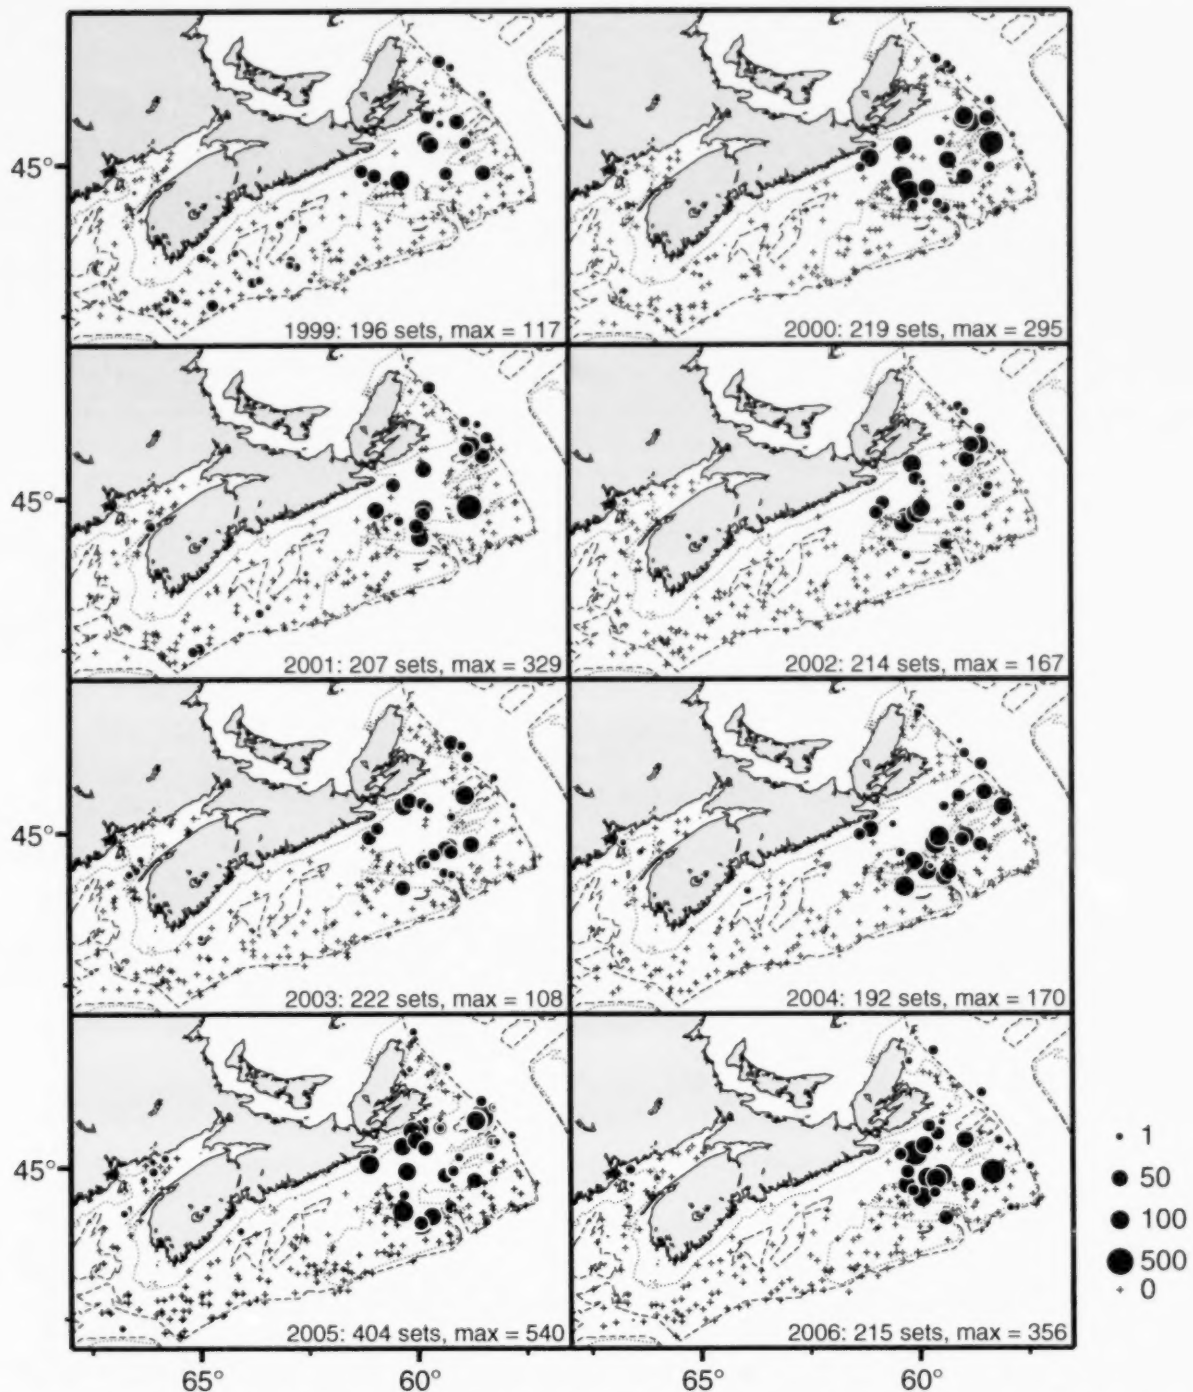 45°
1999: 196 sets, max = 117
2000: 219 sets, max = 295
45°
2001: 207 sets, max = 329
2002: 214 sets, max = 167
45°
2003: 222 sets, max = 108
2004: 192 sets, max = 170
45°
2005: 404 sets, max = 540
2006: 215 sets, max = 356
1
50
100
500
0
65°
60°
65°
60°